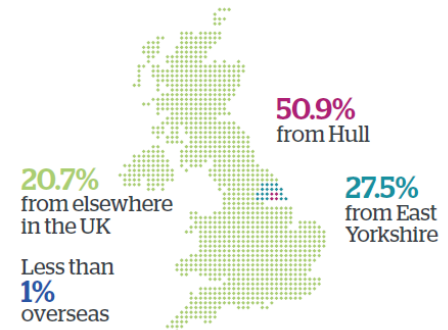 50.9%
from Hull
20.7%
from elsewhere
in the UK
27.5%
from East
Yorkshire
Less than
1%
overseas